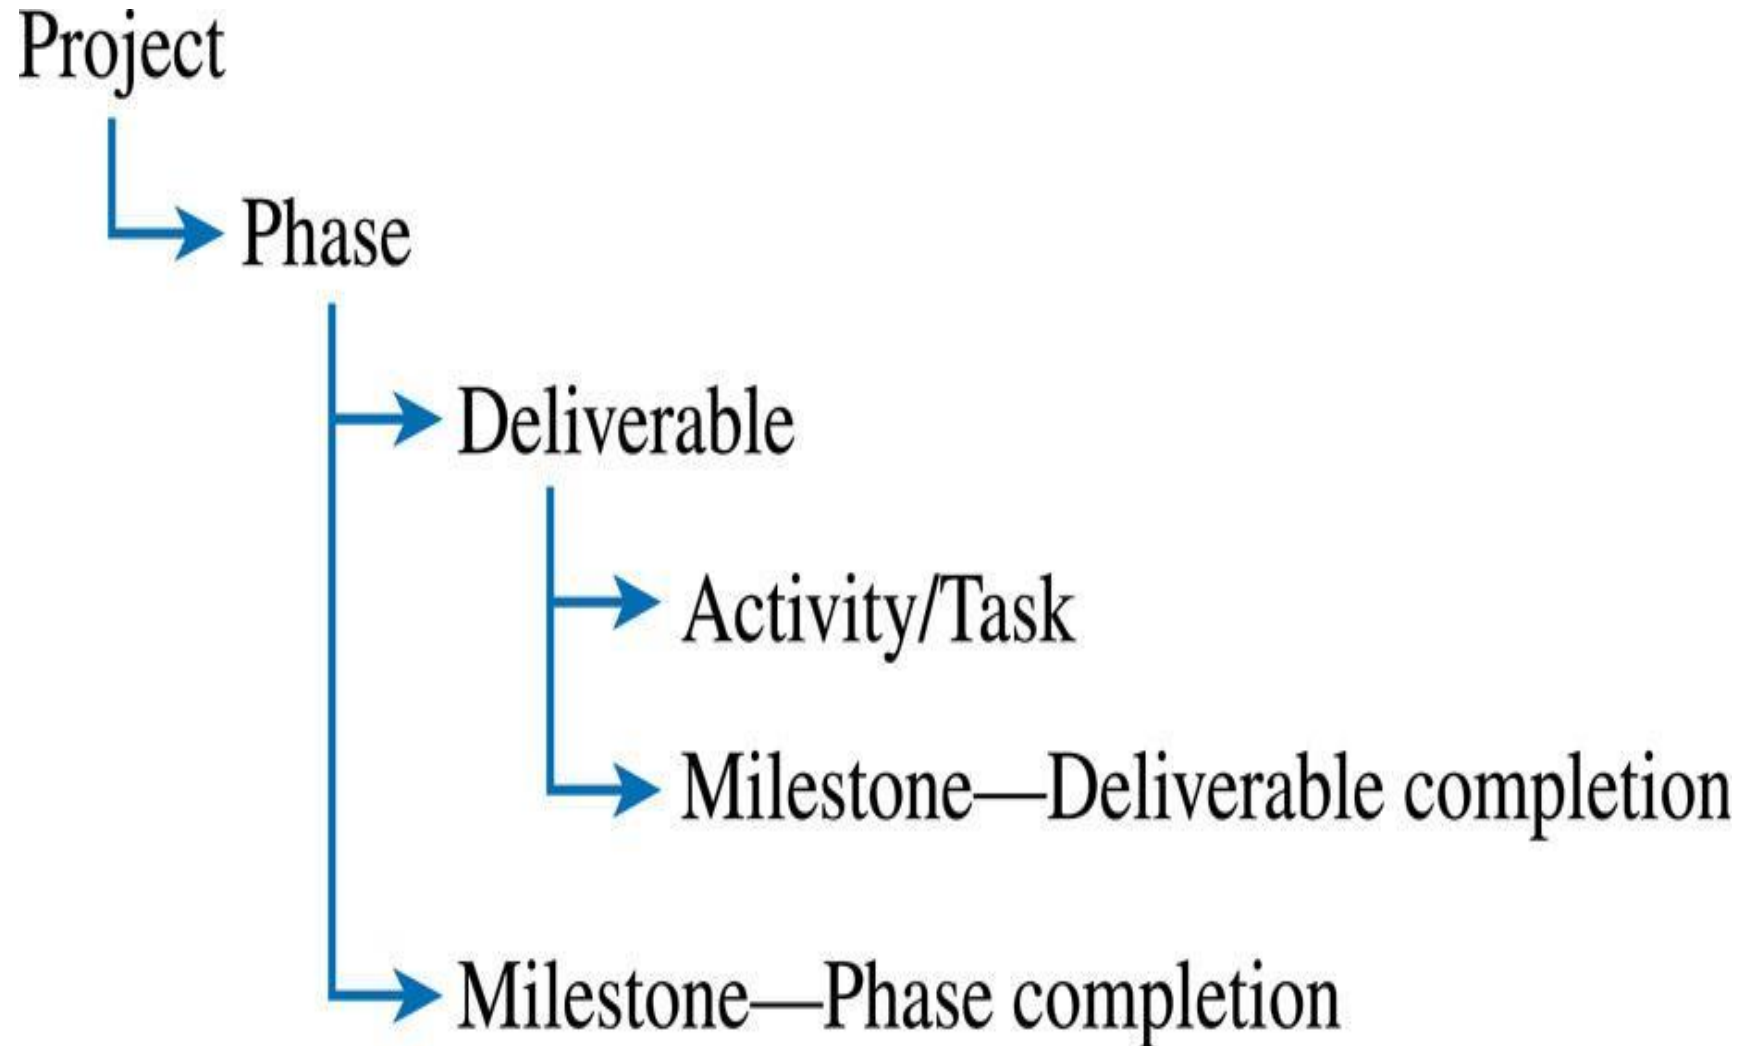 Project
Phase
Deliverable
Activity/Task
Milestone—Deliverable completion
Milestone—Phase completion